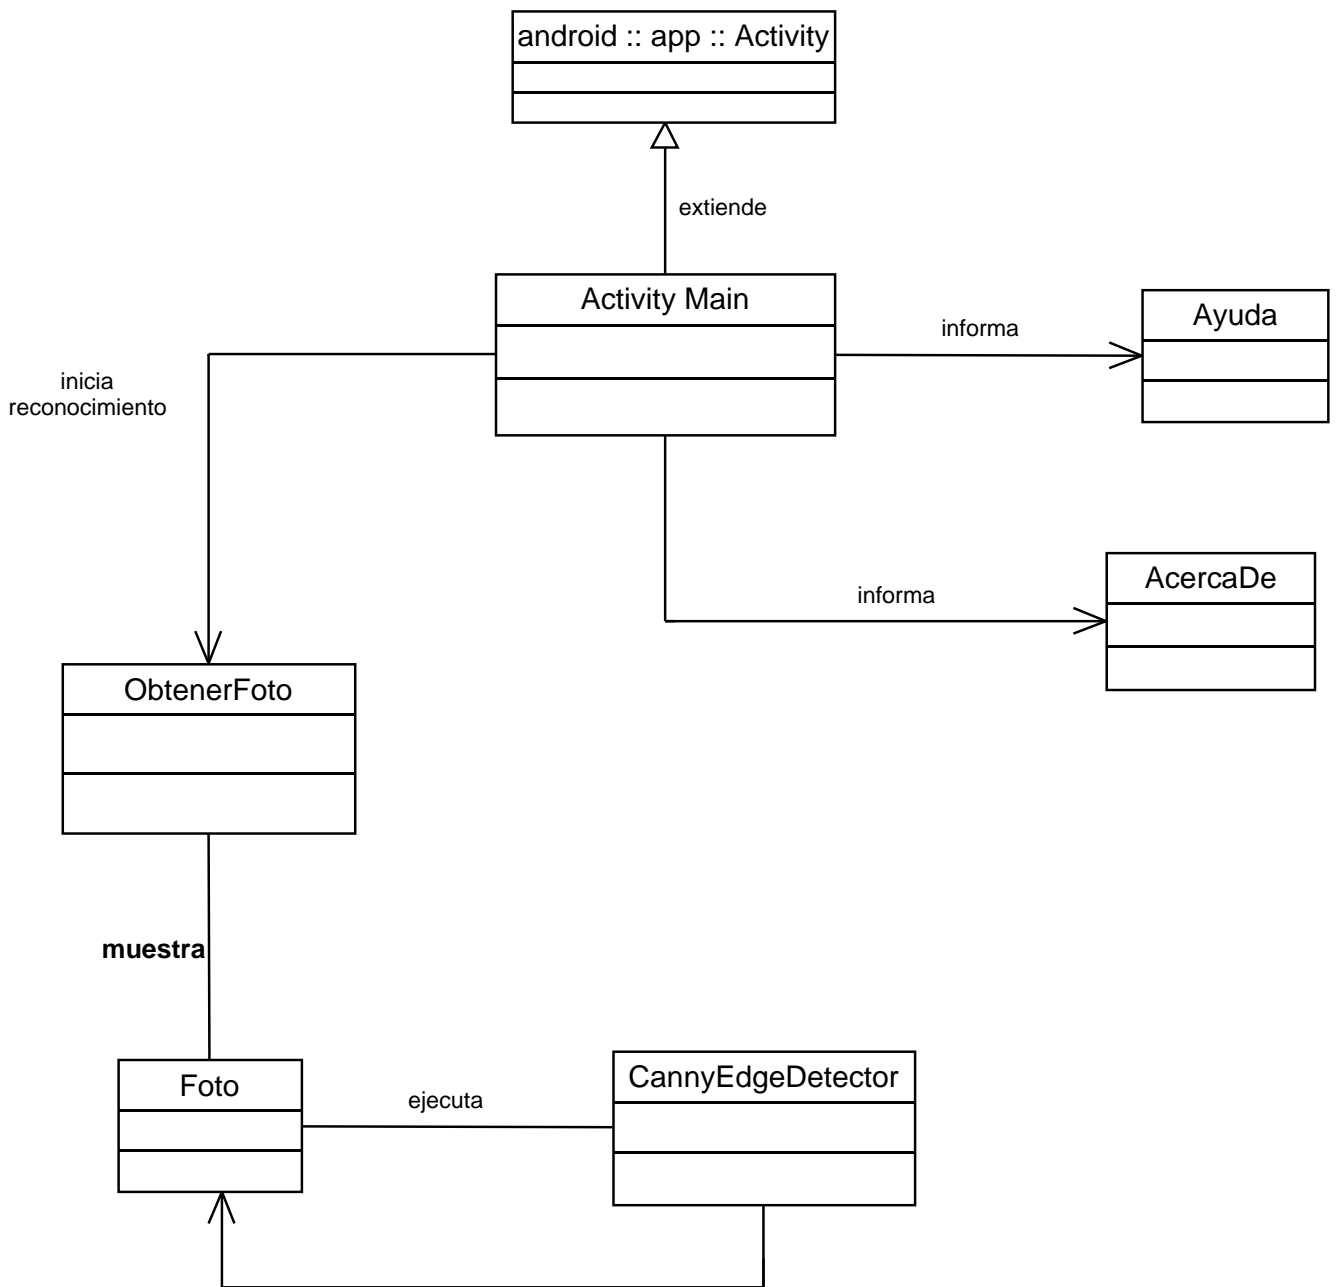 android :: app :: Activity
extiende
Activity Main
Ayuda
informa
inicia
reconocimiento
AcercaDe
informa
ObtenerFoto
muestra
Foto
ejecuta
CannyEdgeDetector